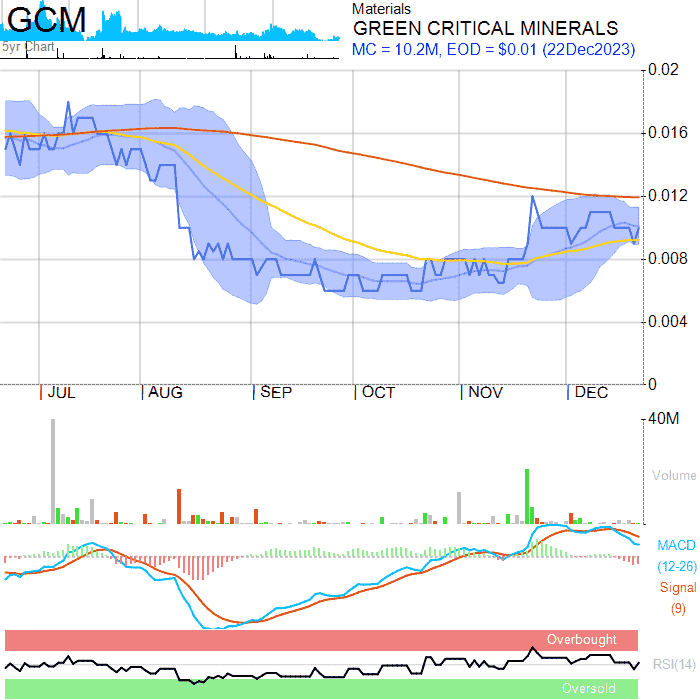 GCM
5yr Chart
Materials
GREEN CRITICAL MINERALS
MC = 10.2M, EOD = $0.01 (22Dec2023)
0.02
0.016
0.012
0.008
0.004
0
JUL AUG SEP OCT NOV DEC
40M
Volume
MACD
(12-26)
Signal
(9)
Overbought
RSI(14)
Oversold